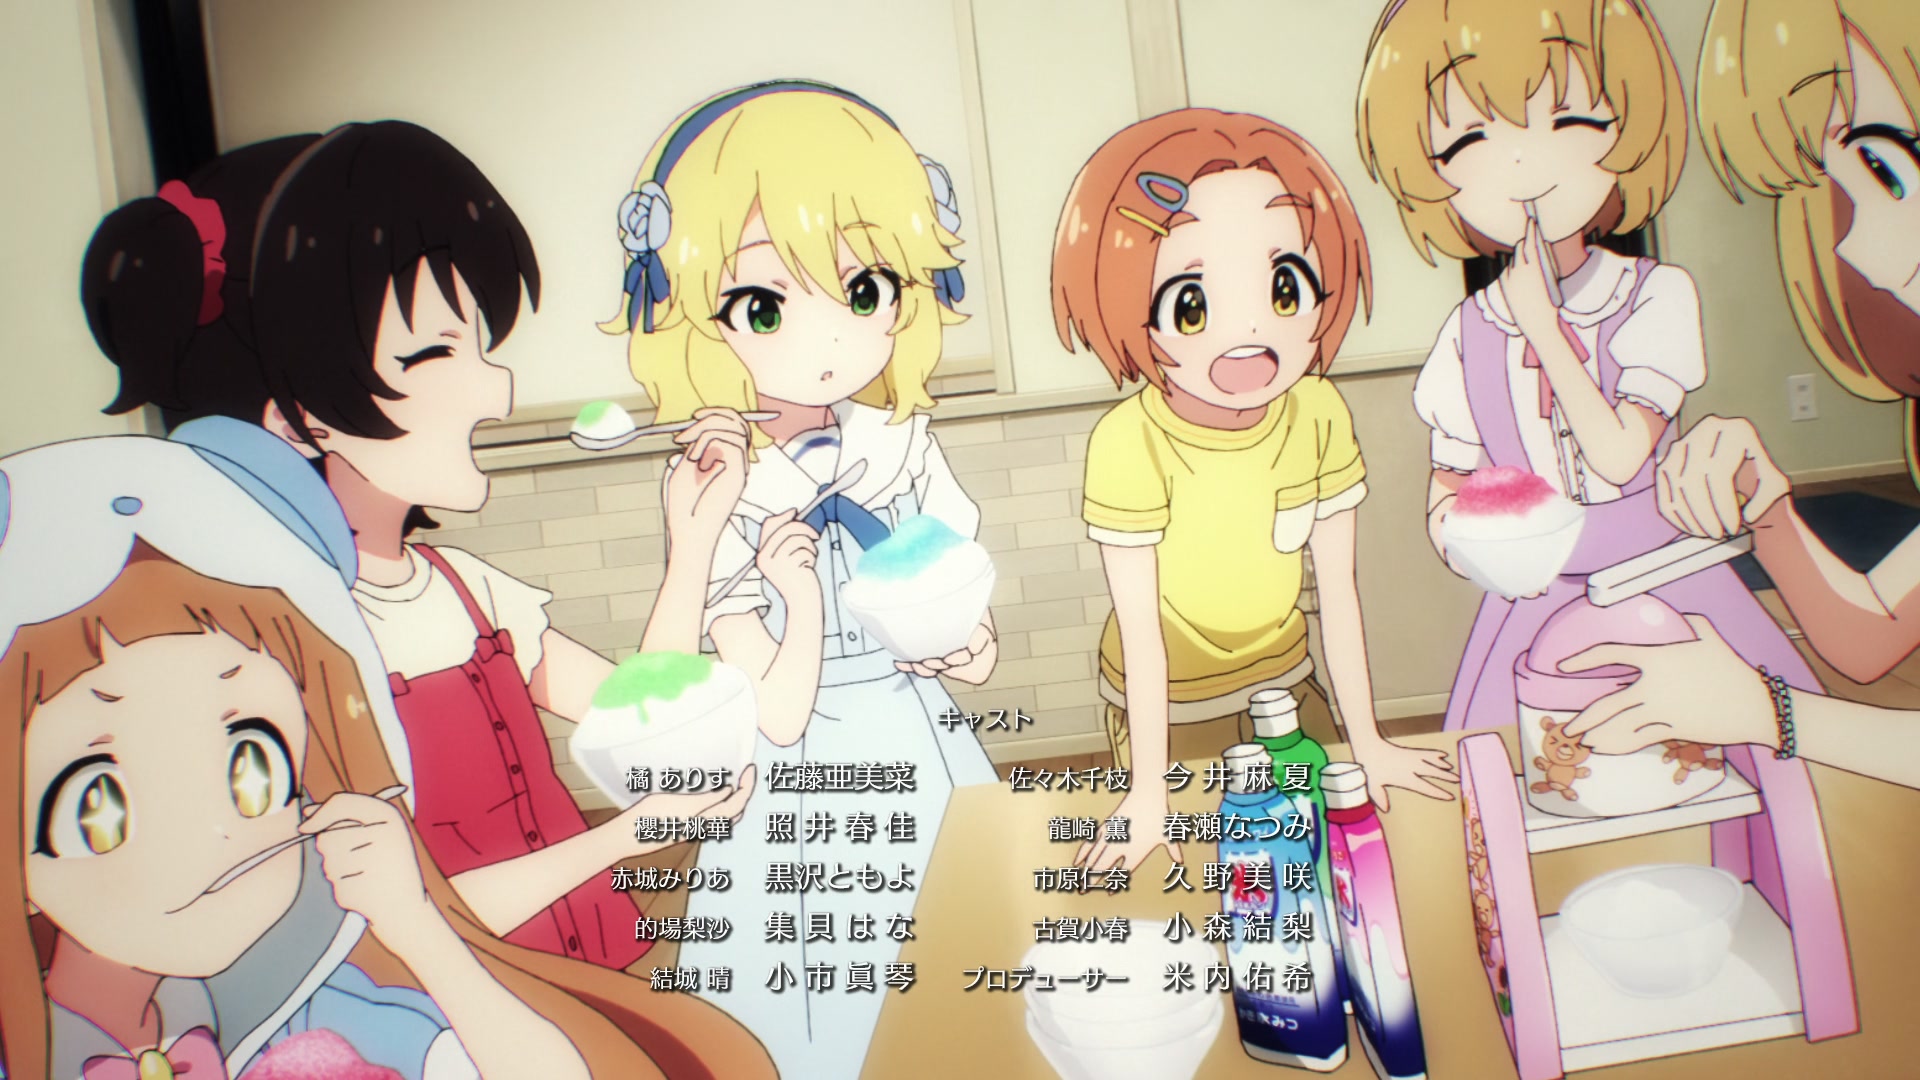 キャスト
橘 ありす 佐藤亜美菜 佐々木千枝 今井麻夏
櫻井桃華 照井春佳 龍崎 薫 春瀬なつみ
赤城みりあ 黒沢ともよ 市原仁奈 久野美咲
的場梨沙 集貝はな 古賀小春 小森結梨
結城 晴 小市眞琴 プロデューサー 米内佑希
氷
みつ